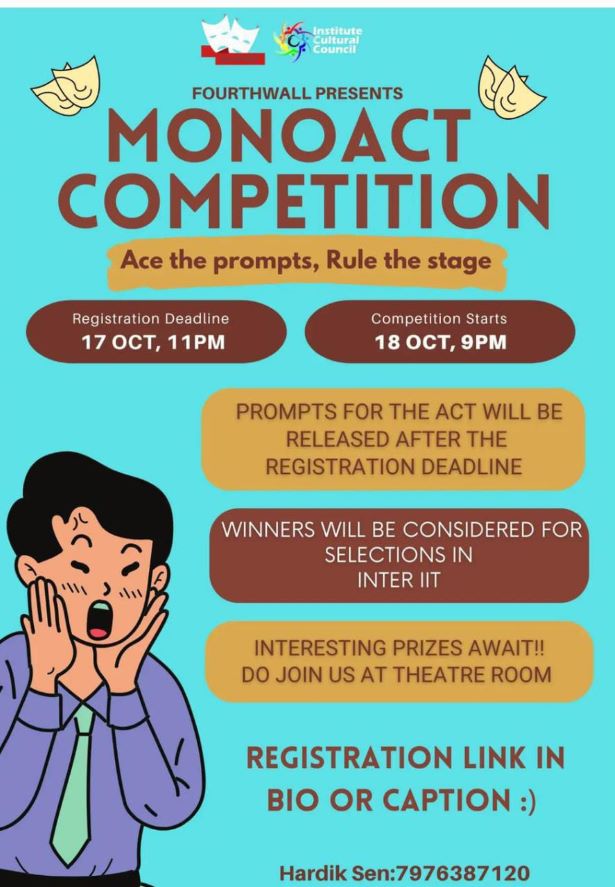 Institute
Cultural
Council
FOURTHWALL PRESENTS
MONOACT
COMPETITION
Ace the prompts, Rule the stage
Registration Deadline
17 OCT, 11PM
Competition Starts
18 OCT, 9PM
PROMPTS FOR THE ACT WILL BE
RELEASED AFTER THE
REGISTRATION DEADLINE
WINNERS WILL BE CONSIDERED FOR
SELECTIONS IN
INTER IIT
INTERESTING PRIZES AWAIT!!
DO JOIN US AT THEATRE ROOM
REGISTRATION LINK IN
BIO OR CAPTION :)
Hardik Sen:7976387120